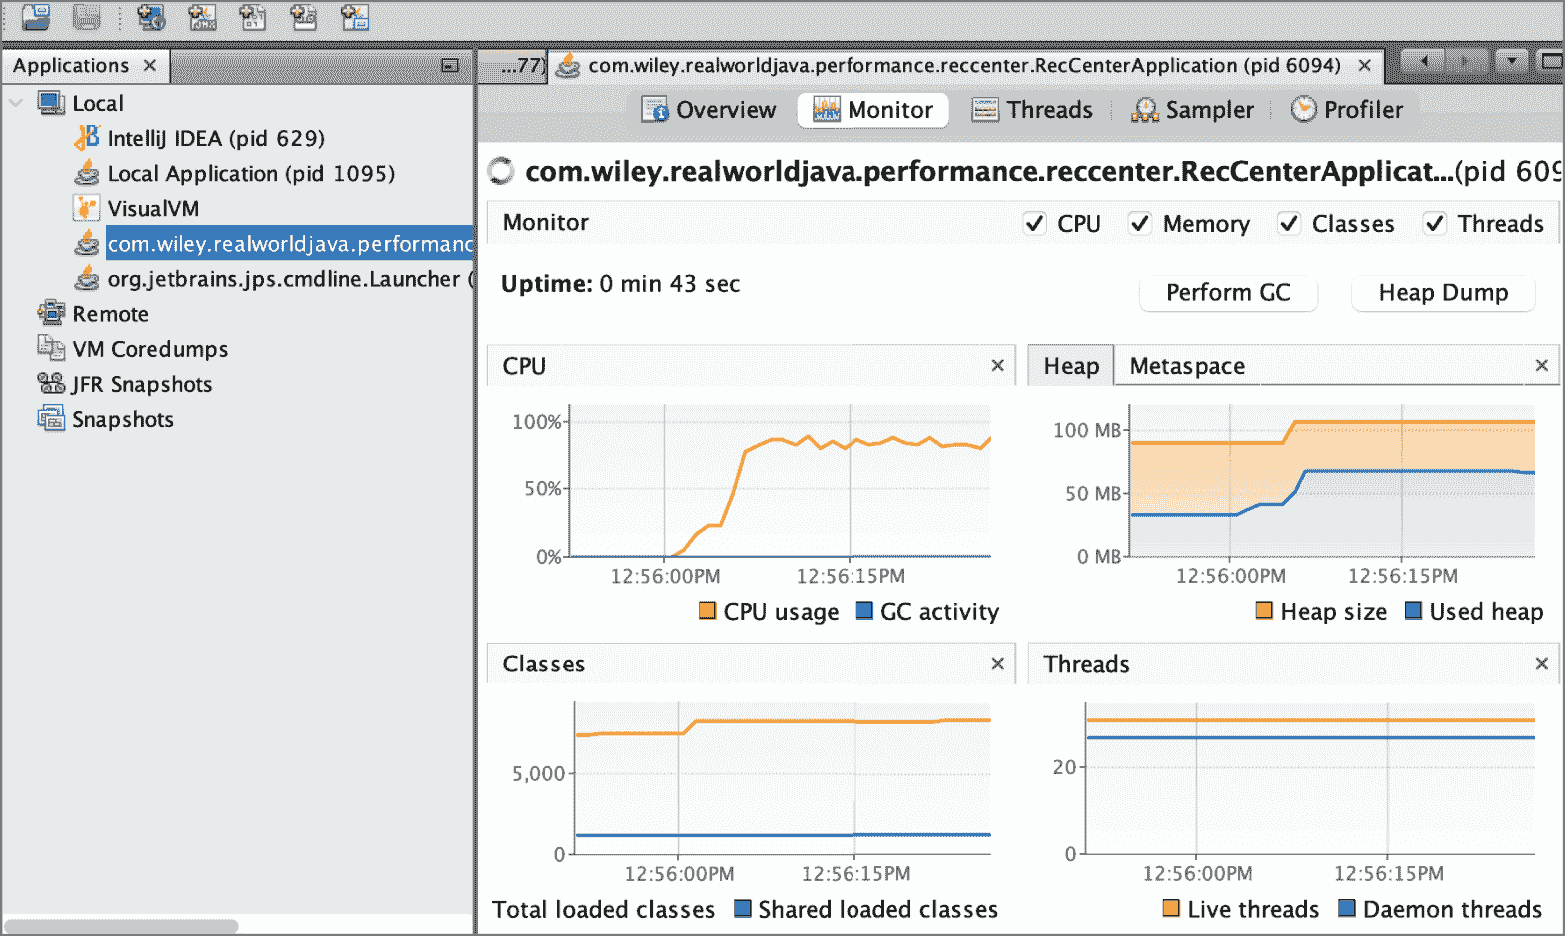 Applications ×
Local
IntelliJ IDEA (pid 629)
Local Application (pid 1095)
VisualVM
com.wiley.realworldjava.performanc
org.jetbrains.jps.cmdline.Launcher (
Remote
VM Coredumps
JFR Snapshots
Snapshots
...77) com.wiley.realworldjava.performance.reccenter.RecCenterApplication (pid 6094) ×
Overview Monitor Threads Sampler Profiler
com.wiley.realworldjava.performance.reccenter.RecCenterApplicat...(pid 609
Monitor CPU Memory Classes Threads
Uptime: 0 min 43 sec
Perform GC Heap Dump
CPU ×
100%
50%
0%
12:56:00PM 12:56:15PM
CPU usage GC activity
Heap Metaspace ×
100 MB
50 MB
0 MB
12:56:00PM 12:56:15PM
Heap size Used heap
Classes ×
5,000
0
12:56:00PM 12:56:15PM
Total loaded classes Shared loaded classes
Threads ×
20
0
12:56:00PM 12:56:15PM
Live threads Daemon threads